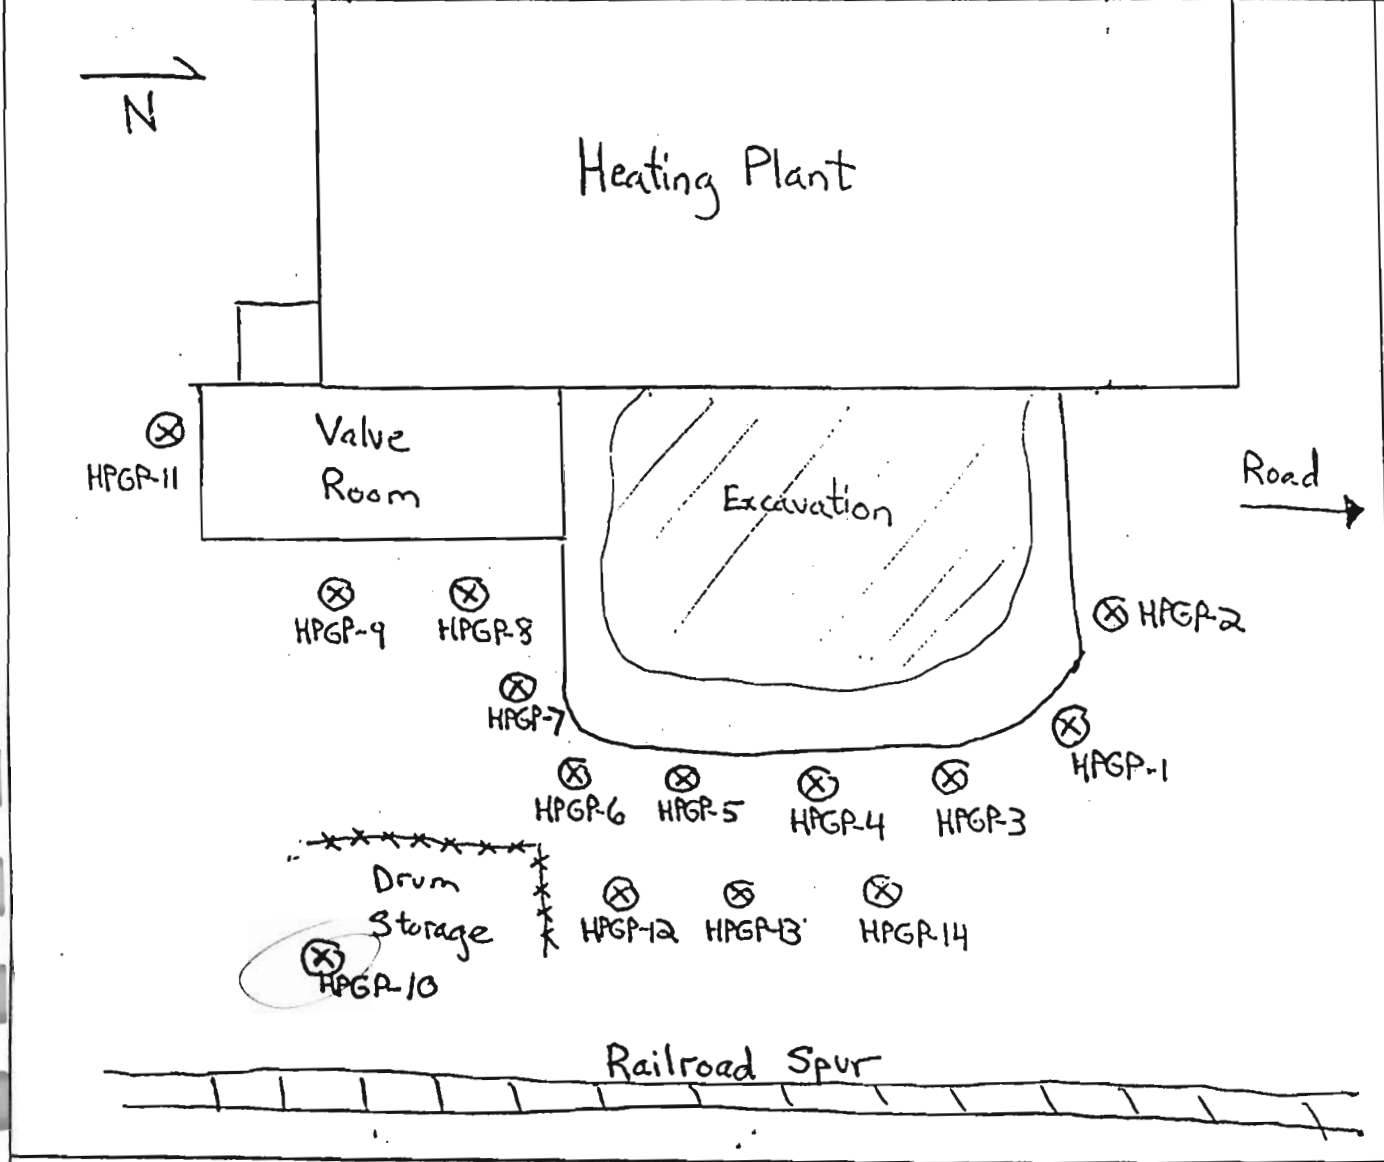 N
Heating Plant
Valve
Room
Excavation
Road
HPGP-11
HPGP-9
HPGP-8
HPGP-2
HPGP-7
HPGP-1
HPGP-6
HPGP-5
HPGP-4
HPGP-3
Drum
Storage
HPGP-12
HPGP-13
HPGP-14
HPGP-10
Railroad Spur